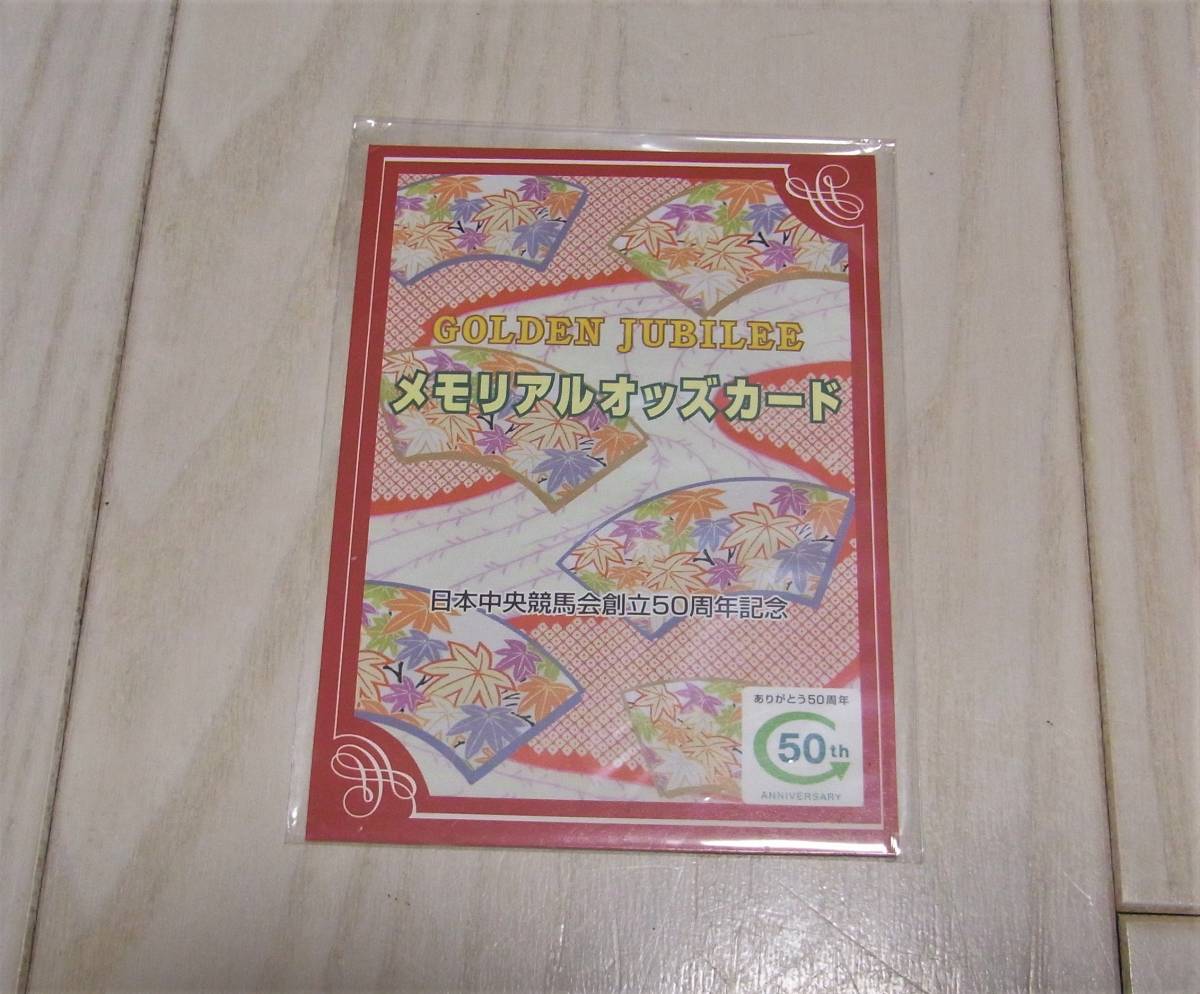 GOLDEN JUBILEE
メモリアルオッズカード
日本中央競馬会創立50周年記念
ありがとう50周年
50th
ANNIVERSARY